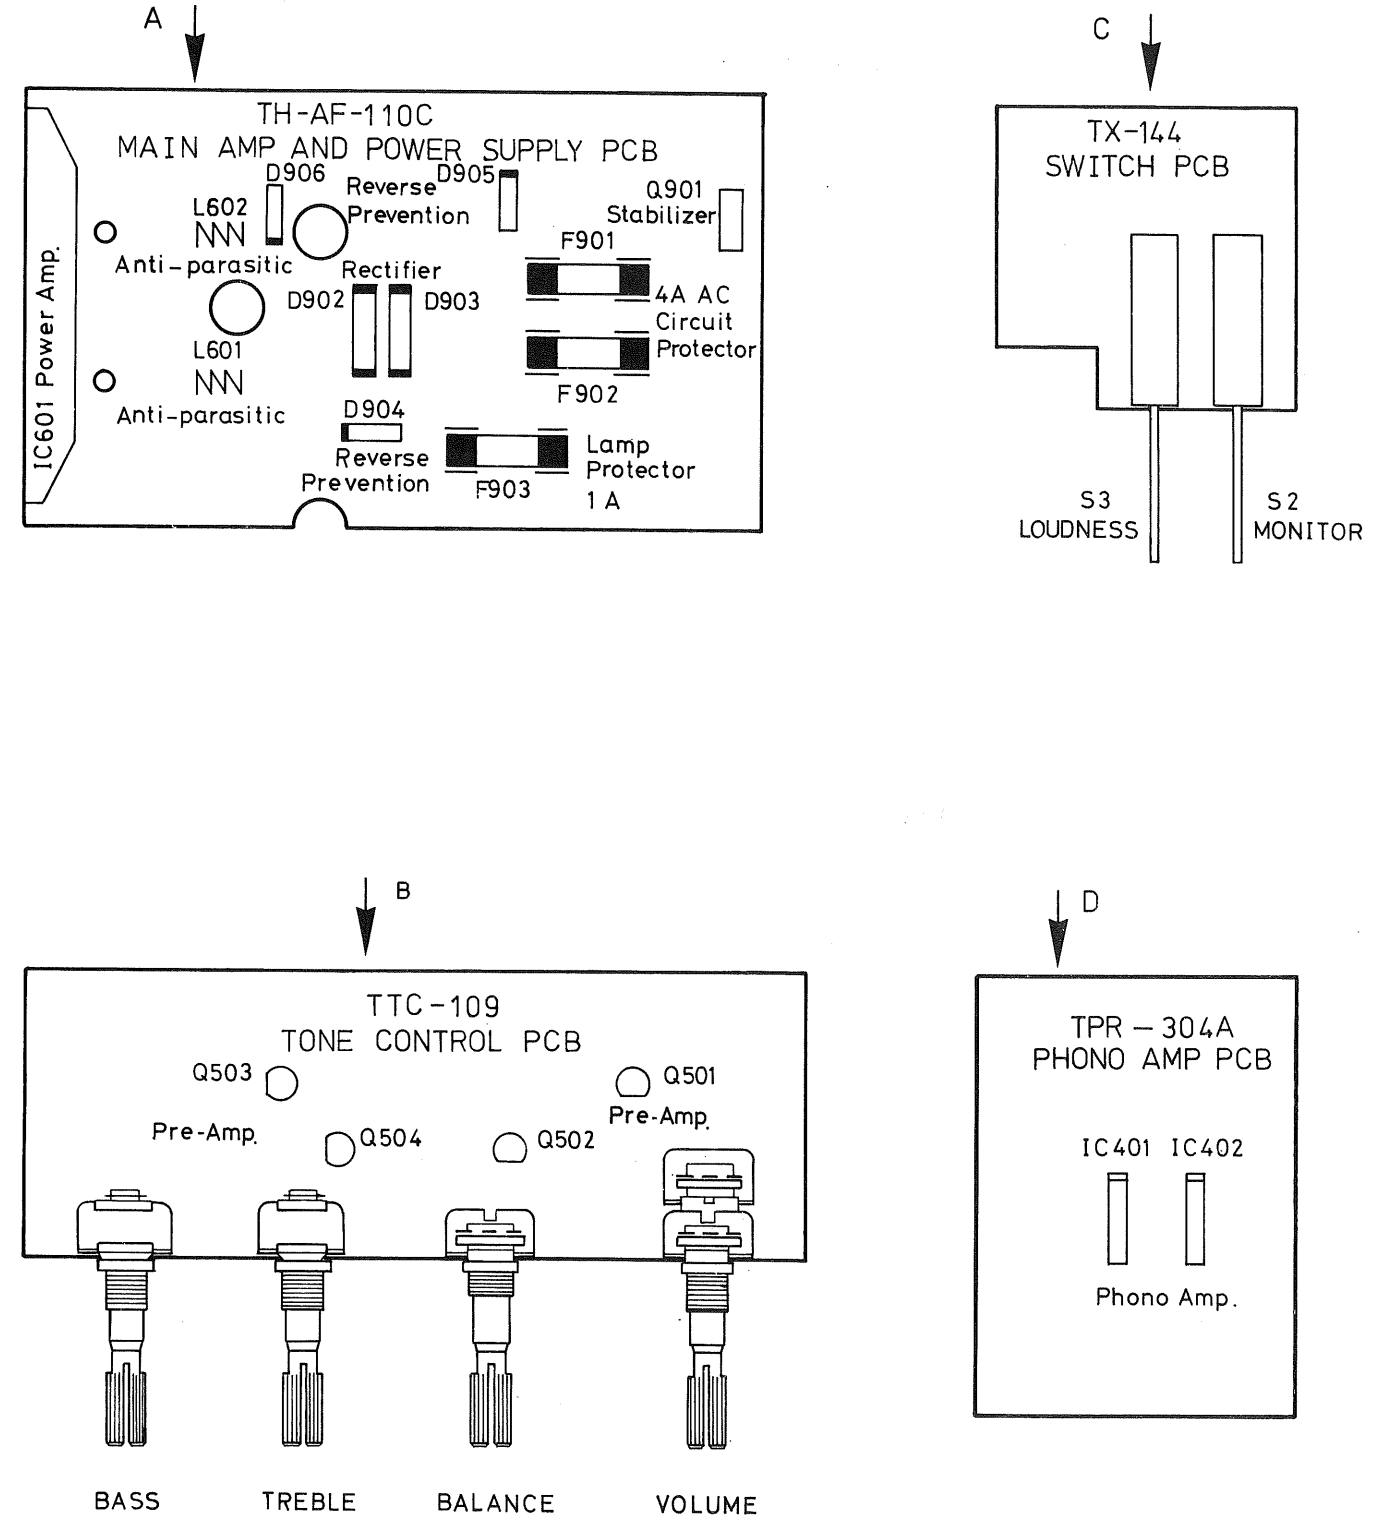 A
TH-AF-110C
MAIN AMP AND POWER SUPPLY PCB
D906
Reverse
Prevention
D905
Q901
Stabilizer
L602
Anti-parasitic
Rectifier
F901
D902
D903
4A AC
Circuit
Protector
IC601 Power Amp.
L601
Anti-parasitic
F902
D904
Reverse
Prevention
F903
Lamp
Protector
1A
C
TX-144
SWITCH PCB
S3
LOUDNESS
S2
MONITOR
B
TTC-109
TONE CONTROL PCB
Q503
Q501
Pre-Amp.
Pre-Amp.
Q504
Q502
BASS
TREBLE
BALANCE
VOLUME
D
TPR-304A
PHONO AMP PCB
IC401
IC402
Phono Amp.